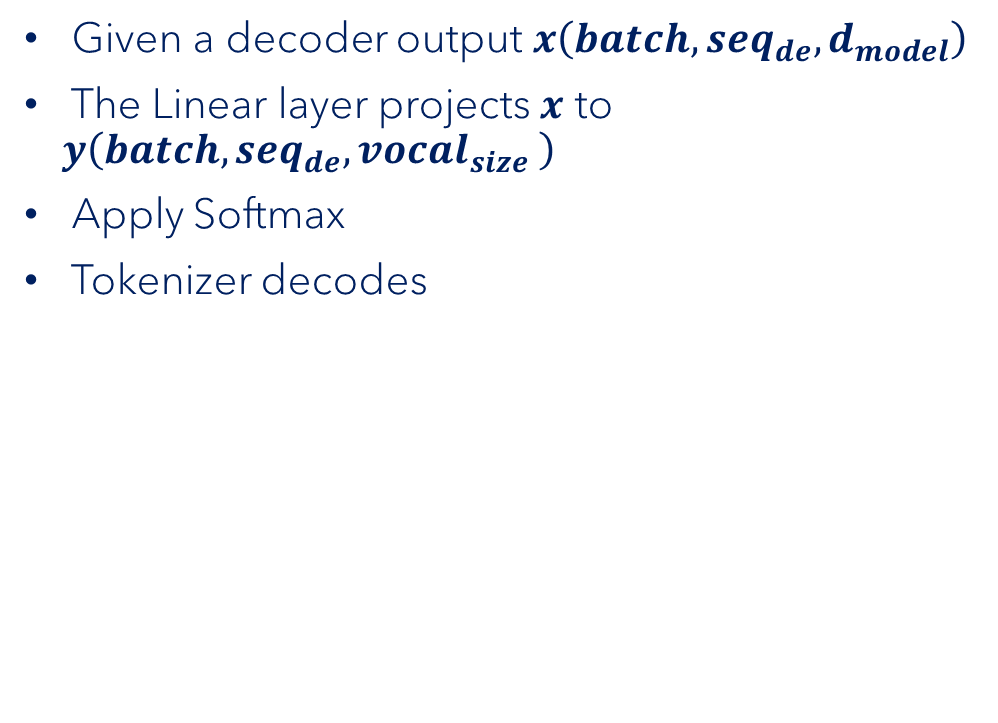 • Given a decoder output x(batch, seq_de, d_model)
• The Linear layer projects x to
y(batch, seq_de, vocal_size )
• Apply Softmax
• Tokenizer decodes